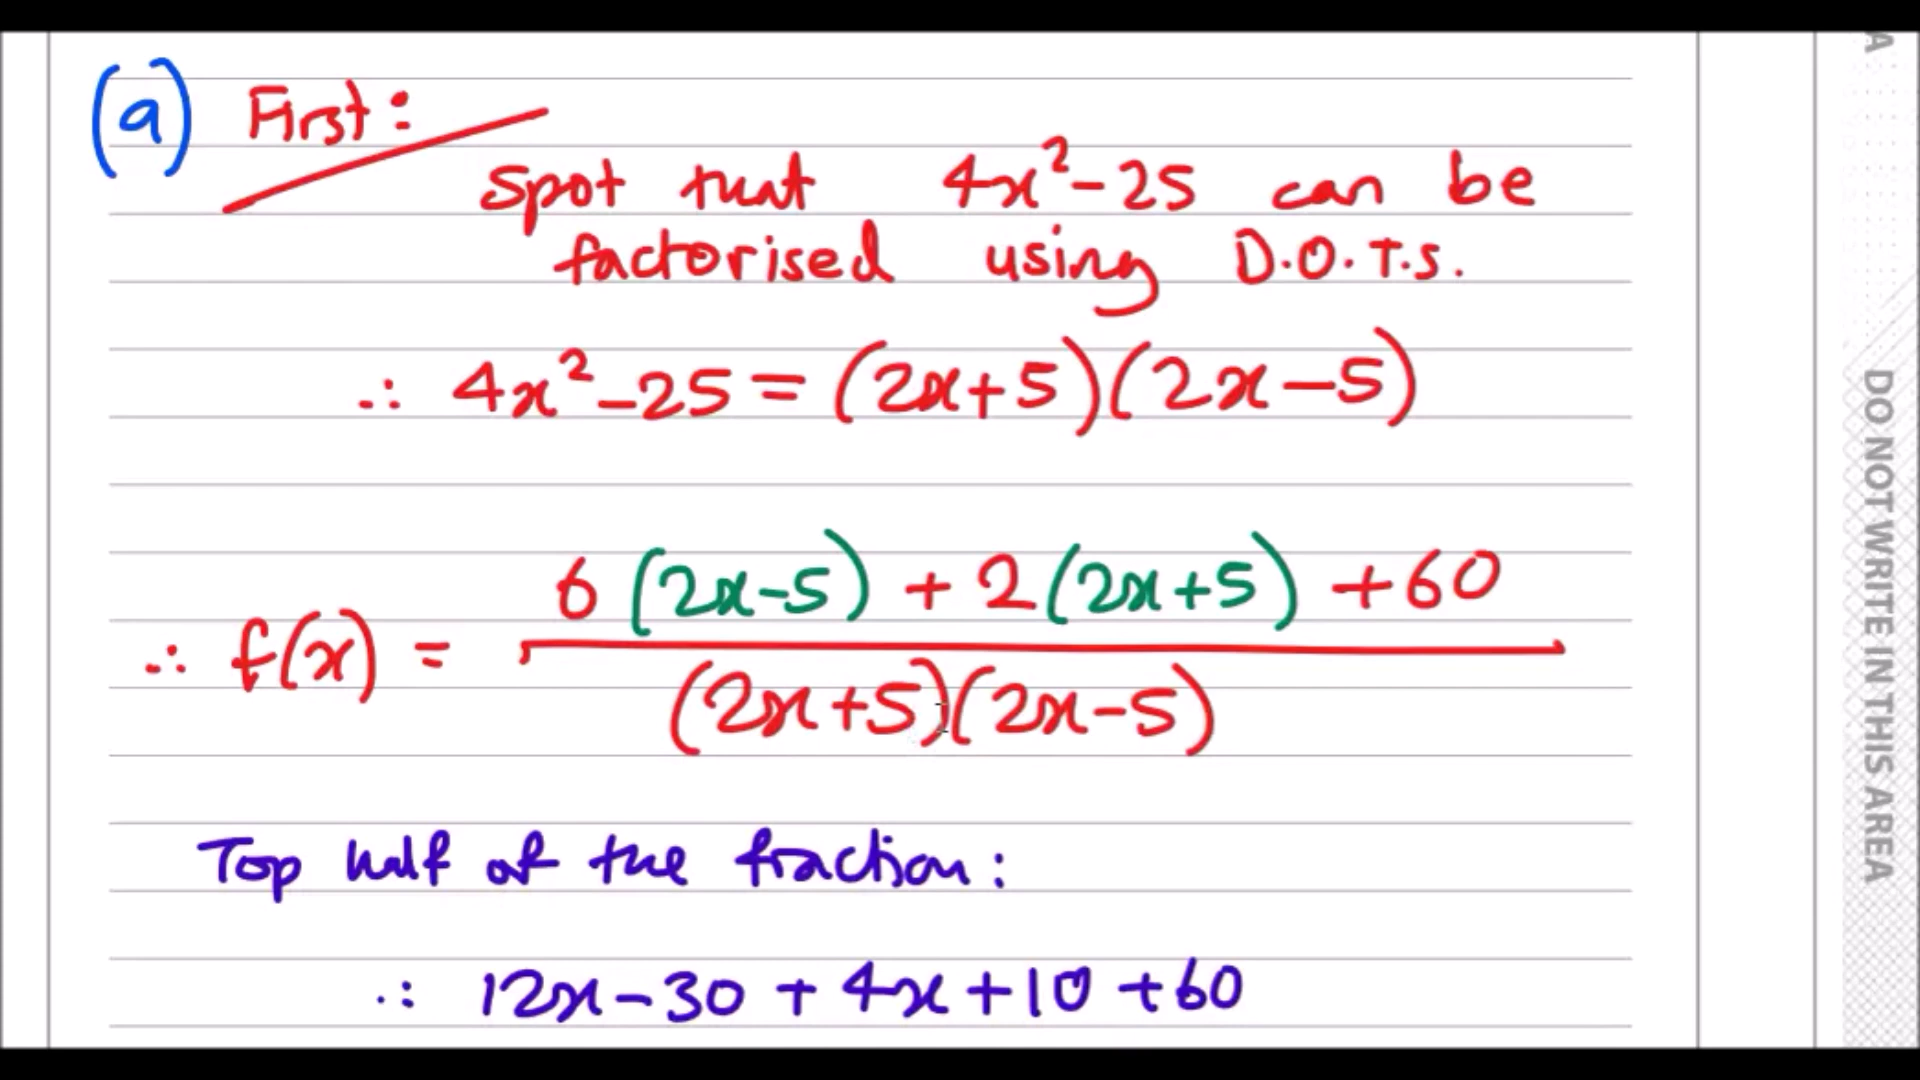 (a) First:
spot that 4x²-25 can be
factorised using D.O.T.S.
∴ 4x²-25 = (2x+5)(2x-5)
∴ f(x) = 6(2x-5) + 2(2x+5) + 60
(2x+5)(2x-5)
Top half of the fraction:
∴ 12x-30 + 4x + 10 + 60
A
DO NOT WRITE IN THIS AREA